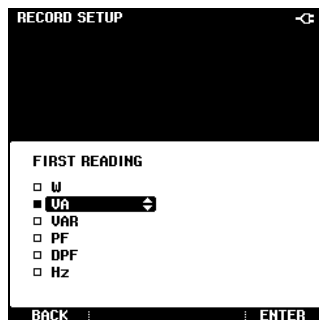 RECORD SETUP
FIRST READING
W
VA
VAR
PF
DPF
Hz
BACK ENTER